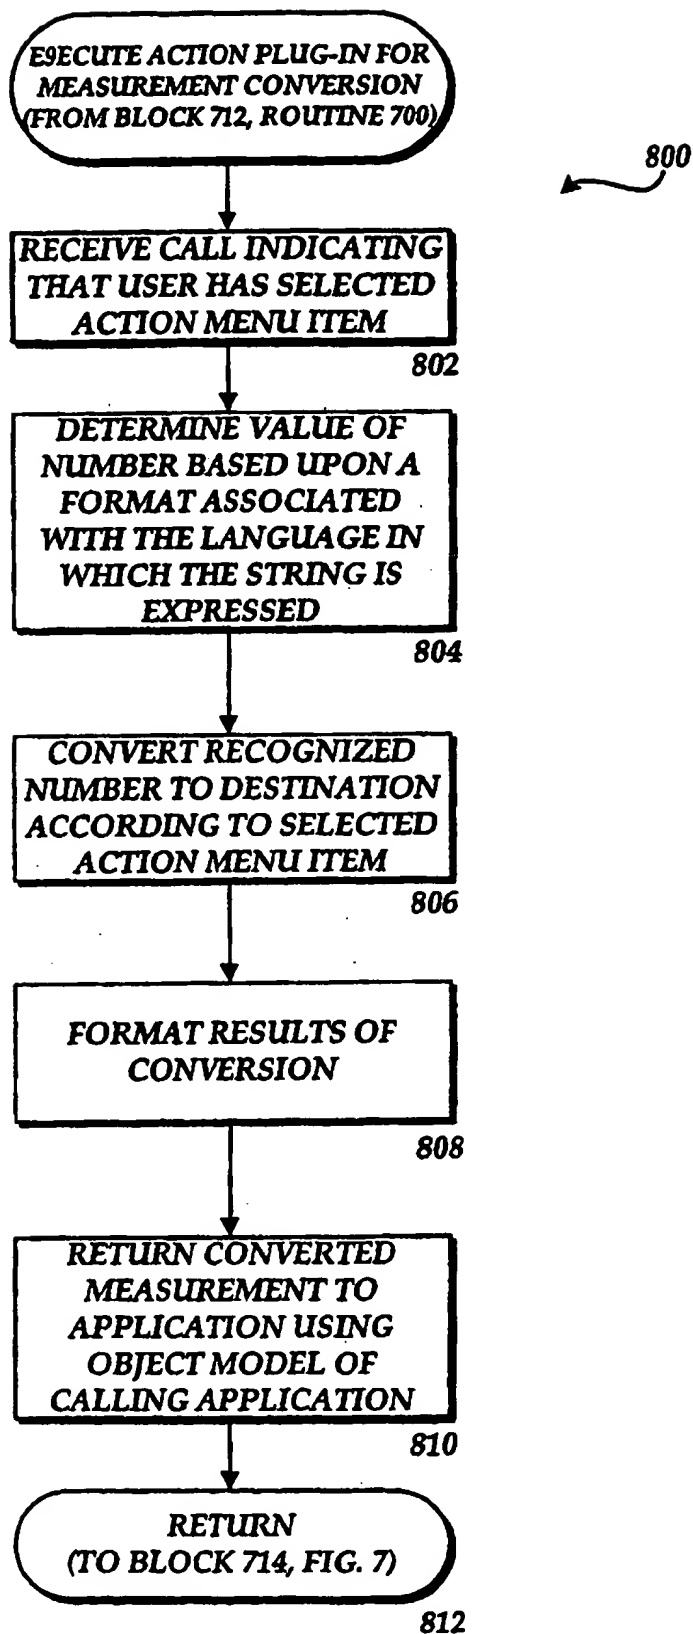 E9ECUTE ACTION PLUG-IN FOR
MEASUREMENT CONVERSION
(FROM BLOCK 712, ROUTINE 700)
800
RECEIVE CALL INDICATING
THAT USER HAS SELECTED
ACTION MENU ITEM
802
DETERMINE VALUE OF
NUMBER BASED UPON A
FORMAT ASSOCIATED
WITH THE LANGUAGE IN
WHICH THE STRING IS
EXPRESSED
804
CONVERT RECOGNIZED
NUMBER TO DESTINATION
ACCORDING TO SELECTED
ACTION MENU ITEM
806
FORMAT RESULTS OF
CONVERSION
808
RETURN CONVERTED
MEASUREMENT TO
APPLICATION USING
OBJECT MODEL OF
CALLING APPLICATION
810
RETURN
(TO BLOCK 714, FIG. 7)
812